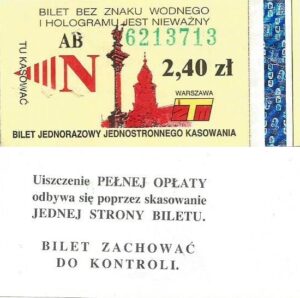 BILET BEZ ZNAKU WODNEGO
I HOLOGRAMU JEST NIEWAŻNY
TU KASOWAĆ
AB 6213713
N 2,40 zł
WARSZAWA
BILET JEDNORAZOWY JEDNOSTRONNEGO KASOWANIA
Uiszczenie PEŁNEJ OPŁATY
odbywa się poprzez skasowanie
JEDNEJ STRONY BILETU.
BILET ZACHOWAĆ
DO KONTROLI.